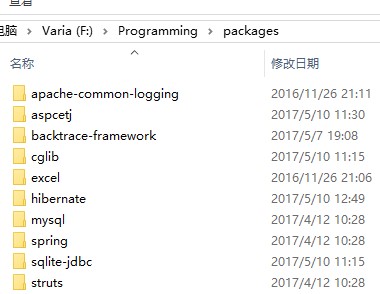 查看
电脑 > Varia (F:) > Programming > packages
名称 修改日期
apache-common-logging 2016/11/26 21:11
aspcetj 2017/5/10 11:30
backtrace-framework 2017/5/7 19:08
cglib 2017/5/10 11:15
excel 2016/11/26 21:06
hibernate 2017/5/10 12:49
mysql 2017/4/12 10:28
spring 2017/4/12 10:28
sqlite-jdbc 2017/5/10 11:15
struts 2017/4/12 10:28